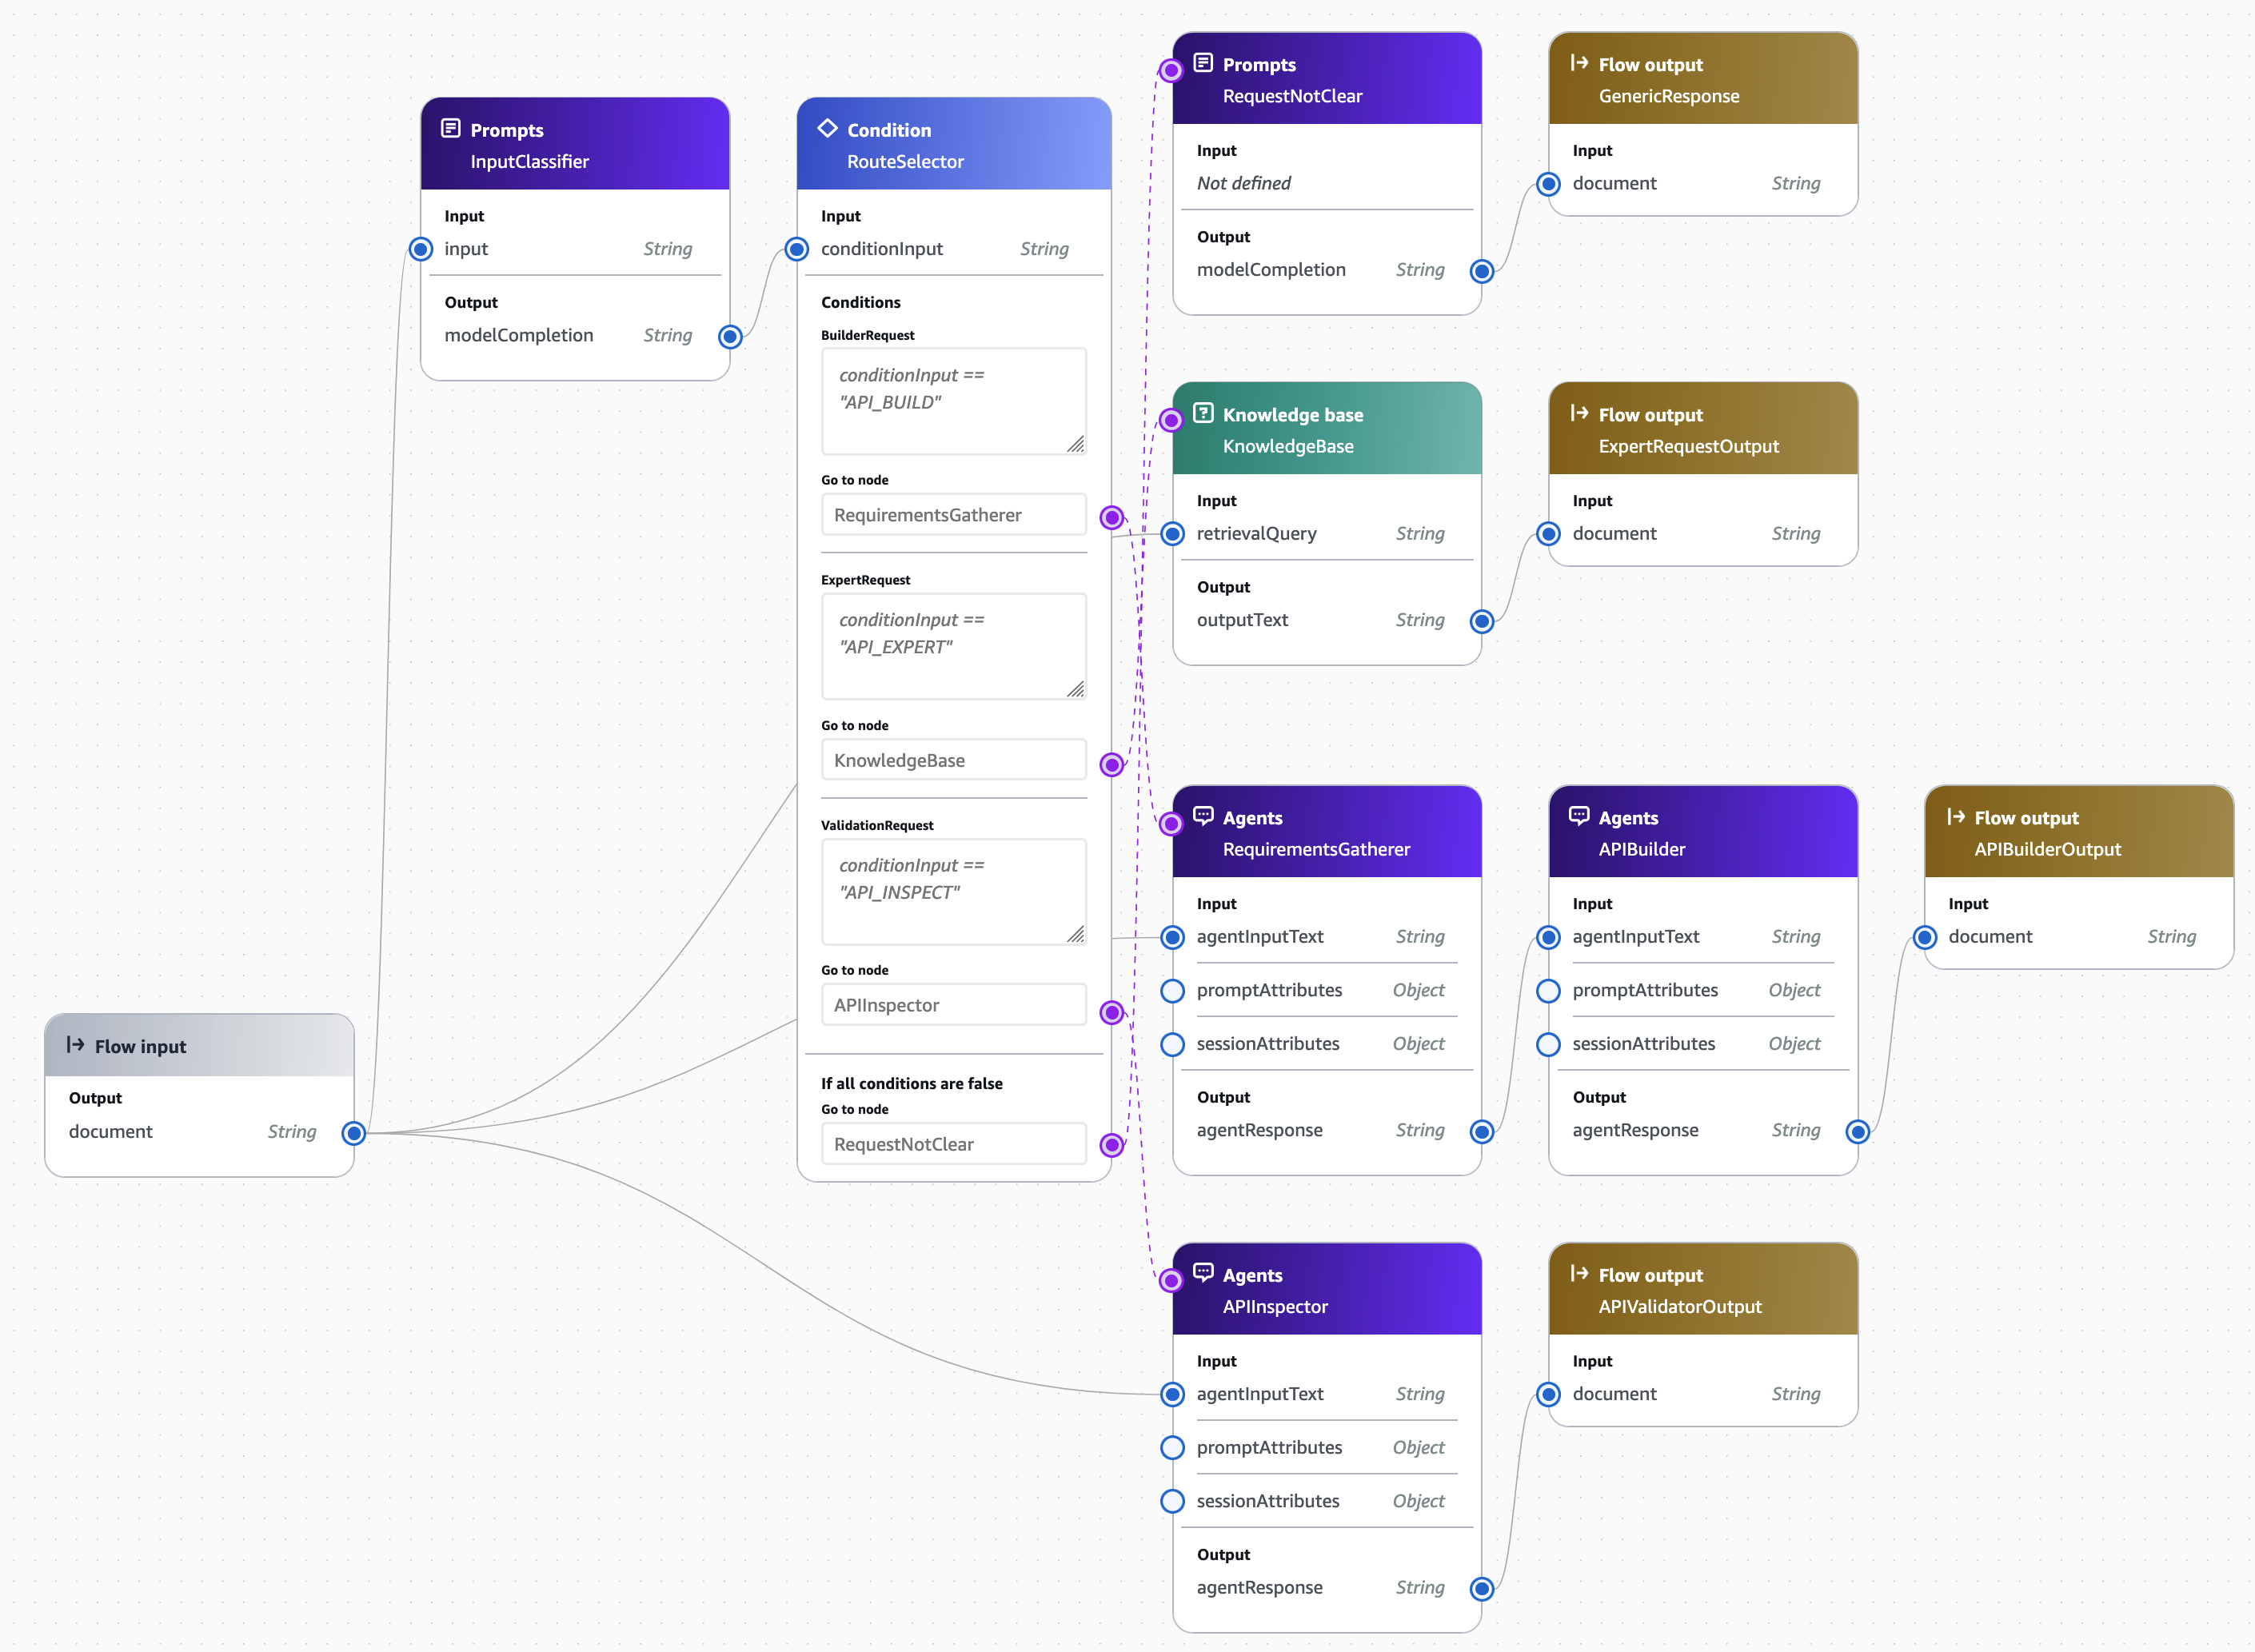 Flow input
Output
document String
Prompts
InputClassifier
Input
input String
Output
modelCompletion String
Condition
RouteSelector
Input
conditionInput String
Conditions
BuilderRequest
conditionInput ==
"API_BUILD"
Go to node
RequirementsGatherer
ExpertRequest
conditionInput ==
"API_EXPERT"
Go to node
KnowledgeBase
ValidationRequest
conditionInput ==
"API_INSPECT"
Go to node
APIInspector
If all conditions are false
Go to node
RequestNotClear
Prompts
RequestNotClear
Input
Not defined
Output
modelCompletion String
Flow output
GenericResponse
Input
document String
Knowledge base
KnowledgeBase
Input
retrievalQuery String
Output
outputText String
Flow output
ExpertRequestOutput
Input
document String
Agents
RequirementsGatherer
Input
agentInputText String
promptAttributes Object
sessionAttributes Object
Output
agentResponse String
Agents
APIBuilder
Input
agentInputText String
promptAttributes Object
sessionAttributes Object
Output
agentResponse String
Flow output
APIBuilderOutput
Input
document String
Agents
APIInspector
Input
agentInputText String
promptAttributes Object
sessionAttributes Object
Output
agentResponse String
Flow output
APIValidatorOutput
Input
document String